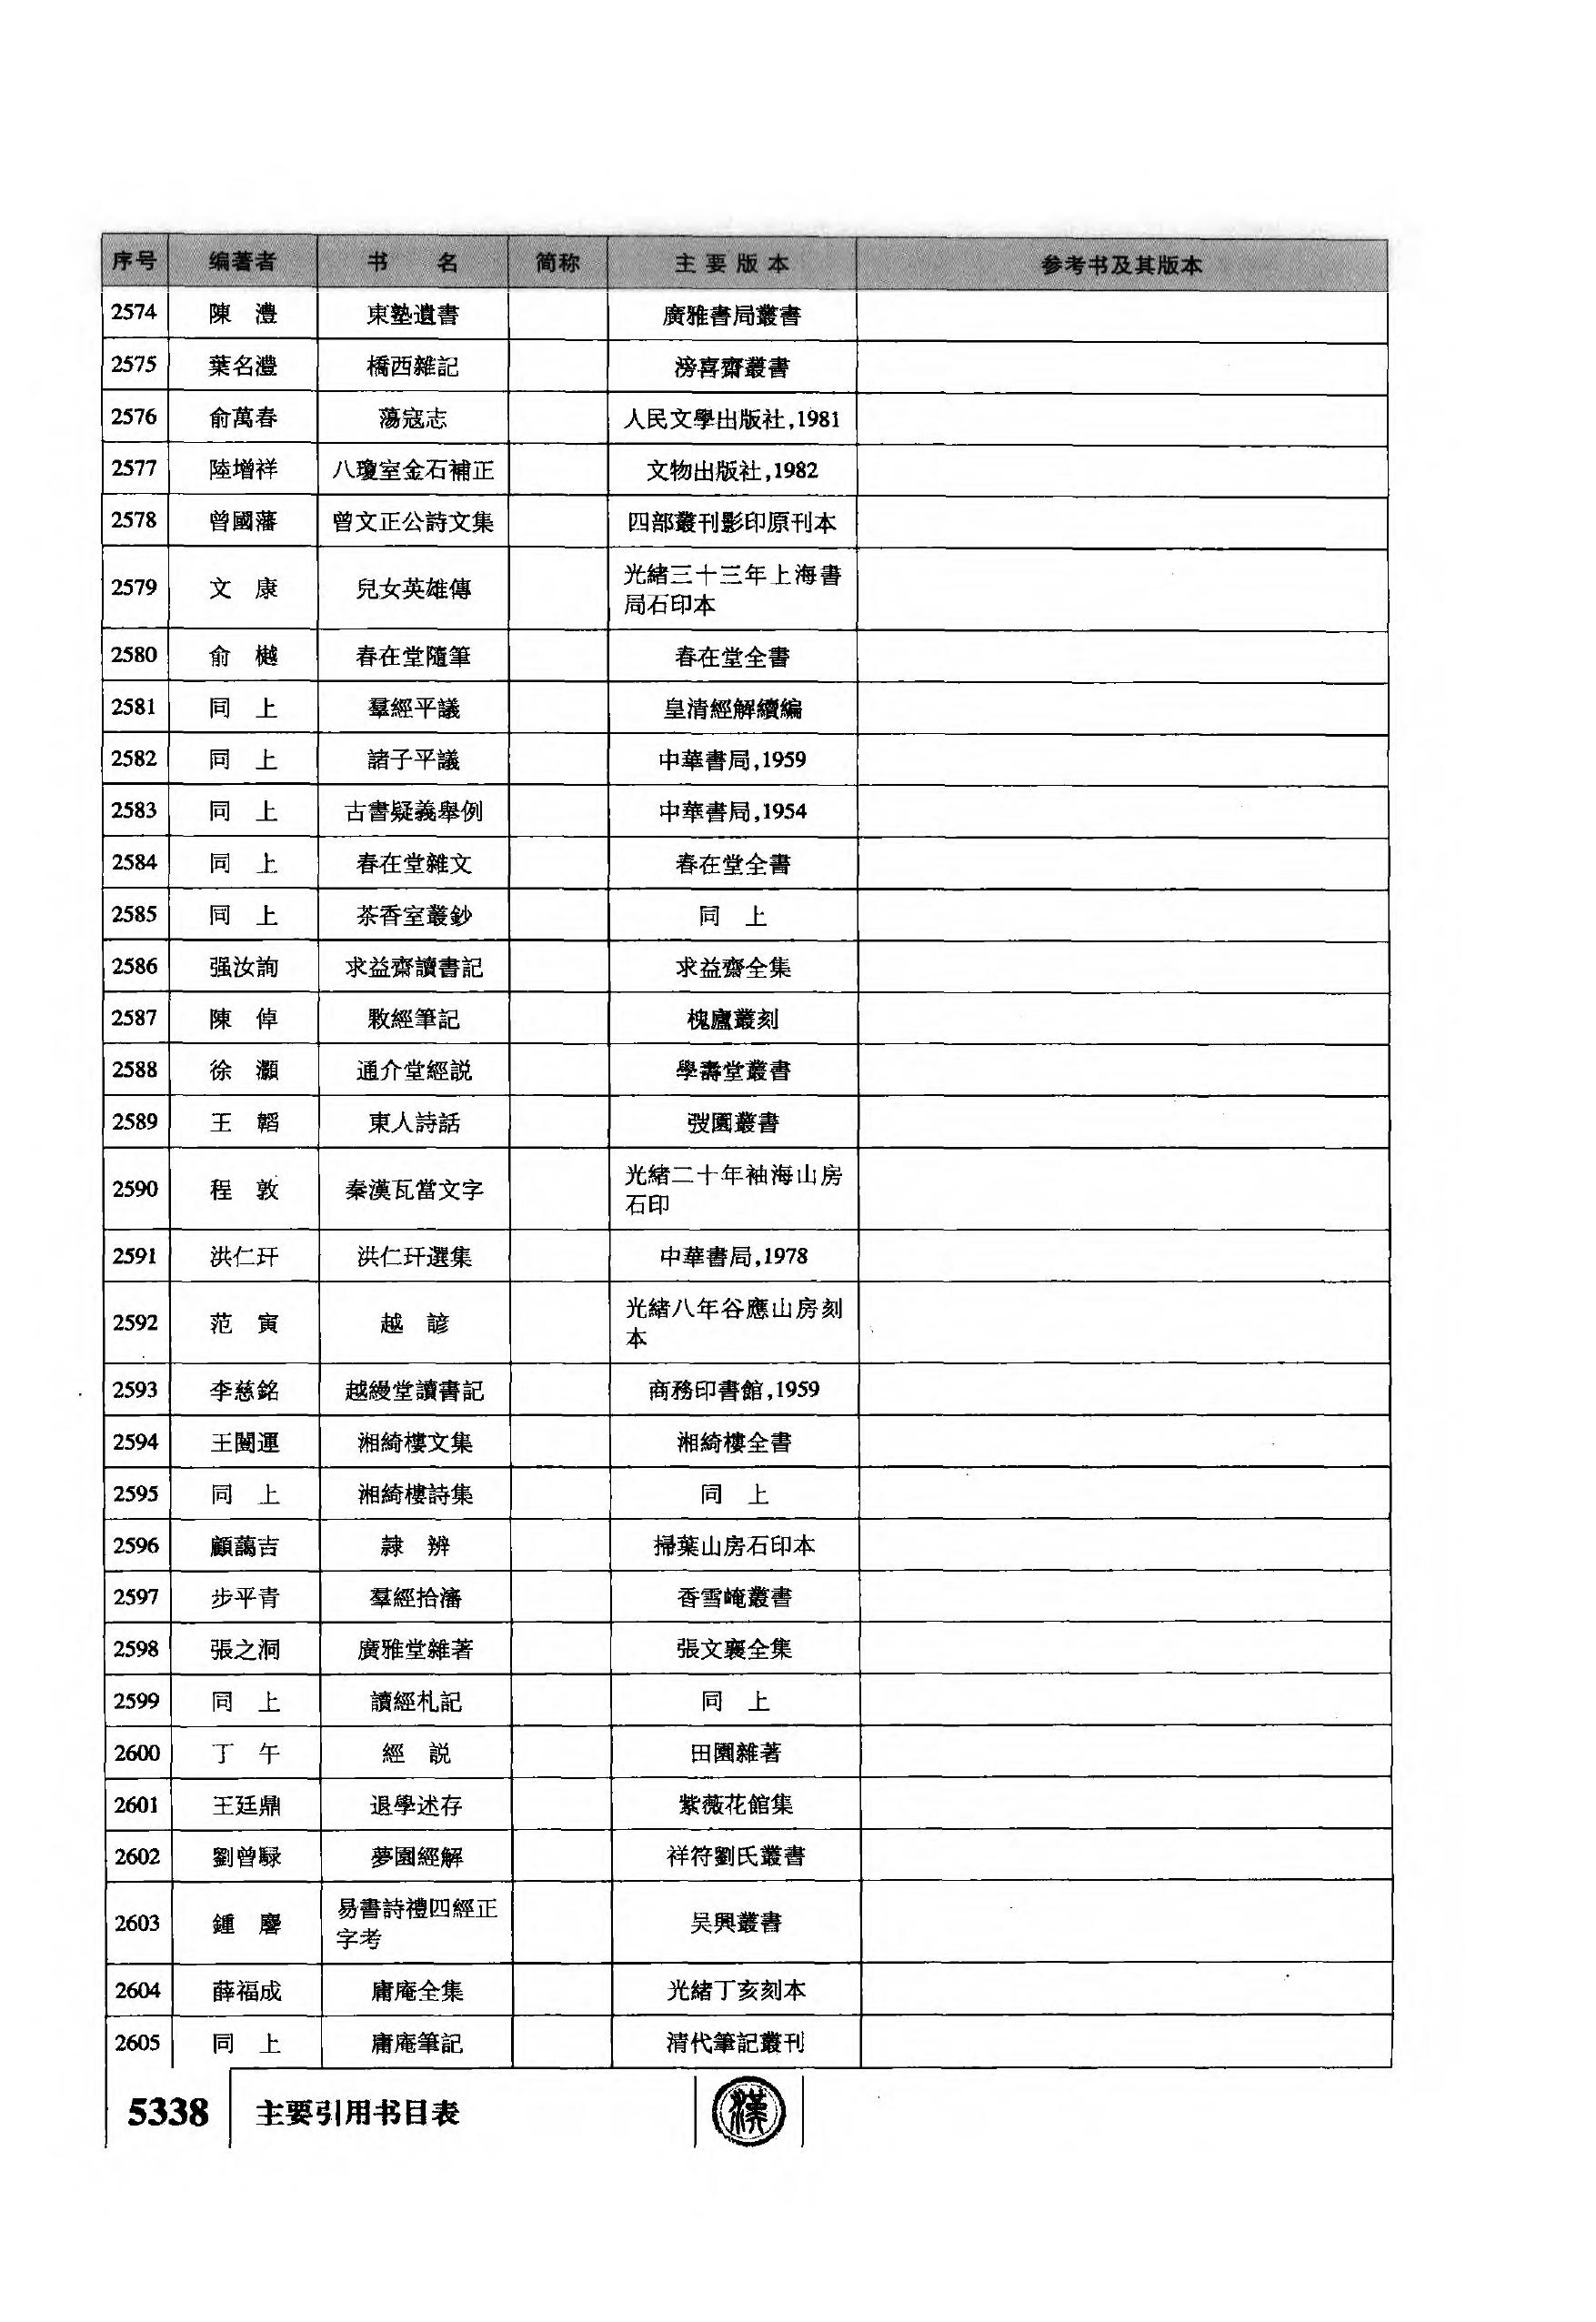 序号 编著者 书名 简称 主要版本 参考书及其版本
2574 陳澧 東塾遺書 廣雅書局叢書
2575 葉名澧 橋西雜記 滂喜齋叢書
2576 俞萬春 蕩寇志 人民文學出版社,1981
2577 陸增祥 八瓊室金石補正 文物出版社,1982
2578 曾國藩 曾文正公詩文集 四部叢刊影印原刊本
2579 文康 兒女英雄傳 光緒三十三年上海書
局石印本
2580 俞樾 春在堂隨筆 春在堂全書
2581 同上 羣經平議 皇清經解續編
2582 同上 諸子平議 中華書局,1959
2583 同上 古書疑義舉例 中華書局,1954
2584 同上 春在堂雜文 春在堂全書
2585 同上 茶香室叢鈔 同上
2586 强汝詢 求益齋讀書記 求益齋全集
2587 陳倬 斁經筆記 槐廬叢刻
2588 徐灝 通介堂經説 學壽堂叢書
2589 王韜 東人詩話 弢園叢書
2590 程敦 秦漢瓦當文字 光緒二十年袖海山房
石印
2591 洪仁玕 洪仁玕選集 中華書局,1978
2592 范寅 越諺 光緒八年谷應山房刻
本
2593 李慈銘 越縵堂讀書記 商務印書館,1959
2594 王闓運 湘綺樓文集 湘綺樓全書
2595 同上 湘綺樓詩集 同上
2596 顧藹吉 隸辨 掃葉山房石印本
2597 步平青 羣經拾瀋 香雪崦叢書
2598 張之洞 廣雅堂雜著 張文襄全集
2599 同上 讀經札記 同上
2600 丁午 經説 田園雜著
2601 王廷鼎 退學述存 紫薇花館集
2602 劉曾騄 夢園經解 祥符劉氏叢書
2603 鍾麐 易書詩禮四經正
字考 吴興叢書
2604 薛福成 庸庵全集 光緒丁亥刻本
2605 同上 庸庵筆記 清代筆記叢刊
5338 主要引用书目表 漢